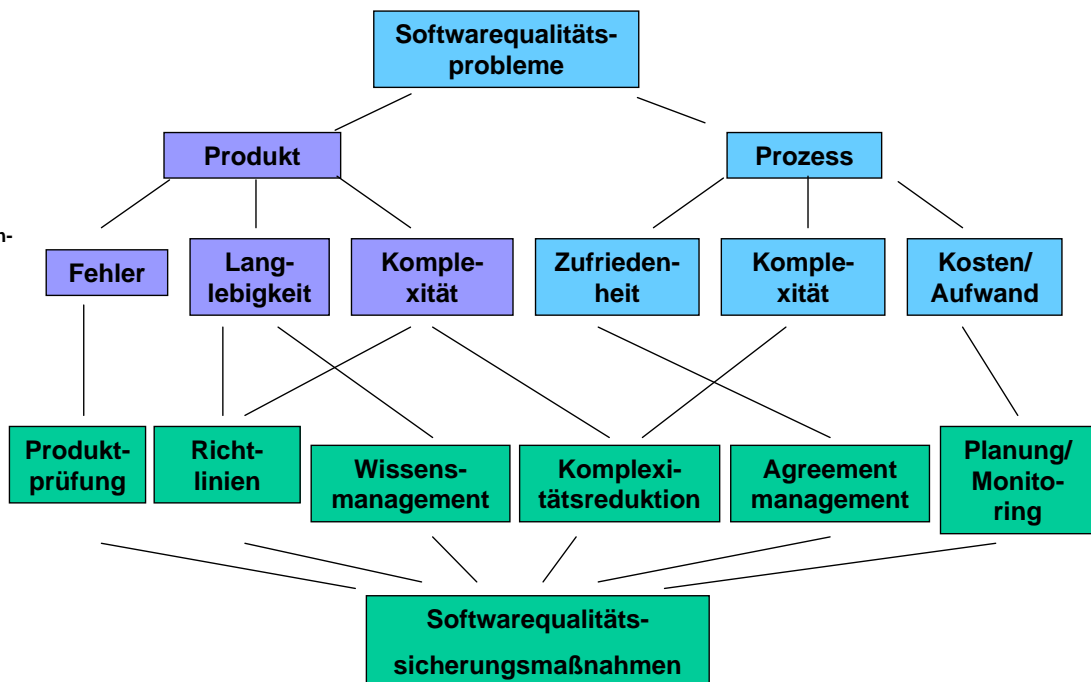 Softwarequalitäts-
probleme
Produkt
Prozess
n-
Fehler
Lang-
lebigkeit
Komple-
xität
Zufrieden-
heit
Komple-
xität
Kosten/
Aufwand
Produkt-
prüfung
Richt-
linien
Wissens-
management
Komplexi-
tätsreduktion
Agreement
management
Planung/
Monito-
ring
Softwarequalitäts-
sicherungsmaßnahmen